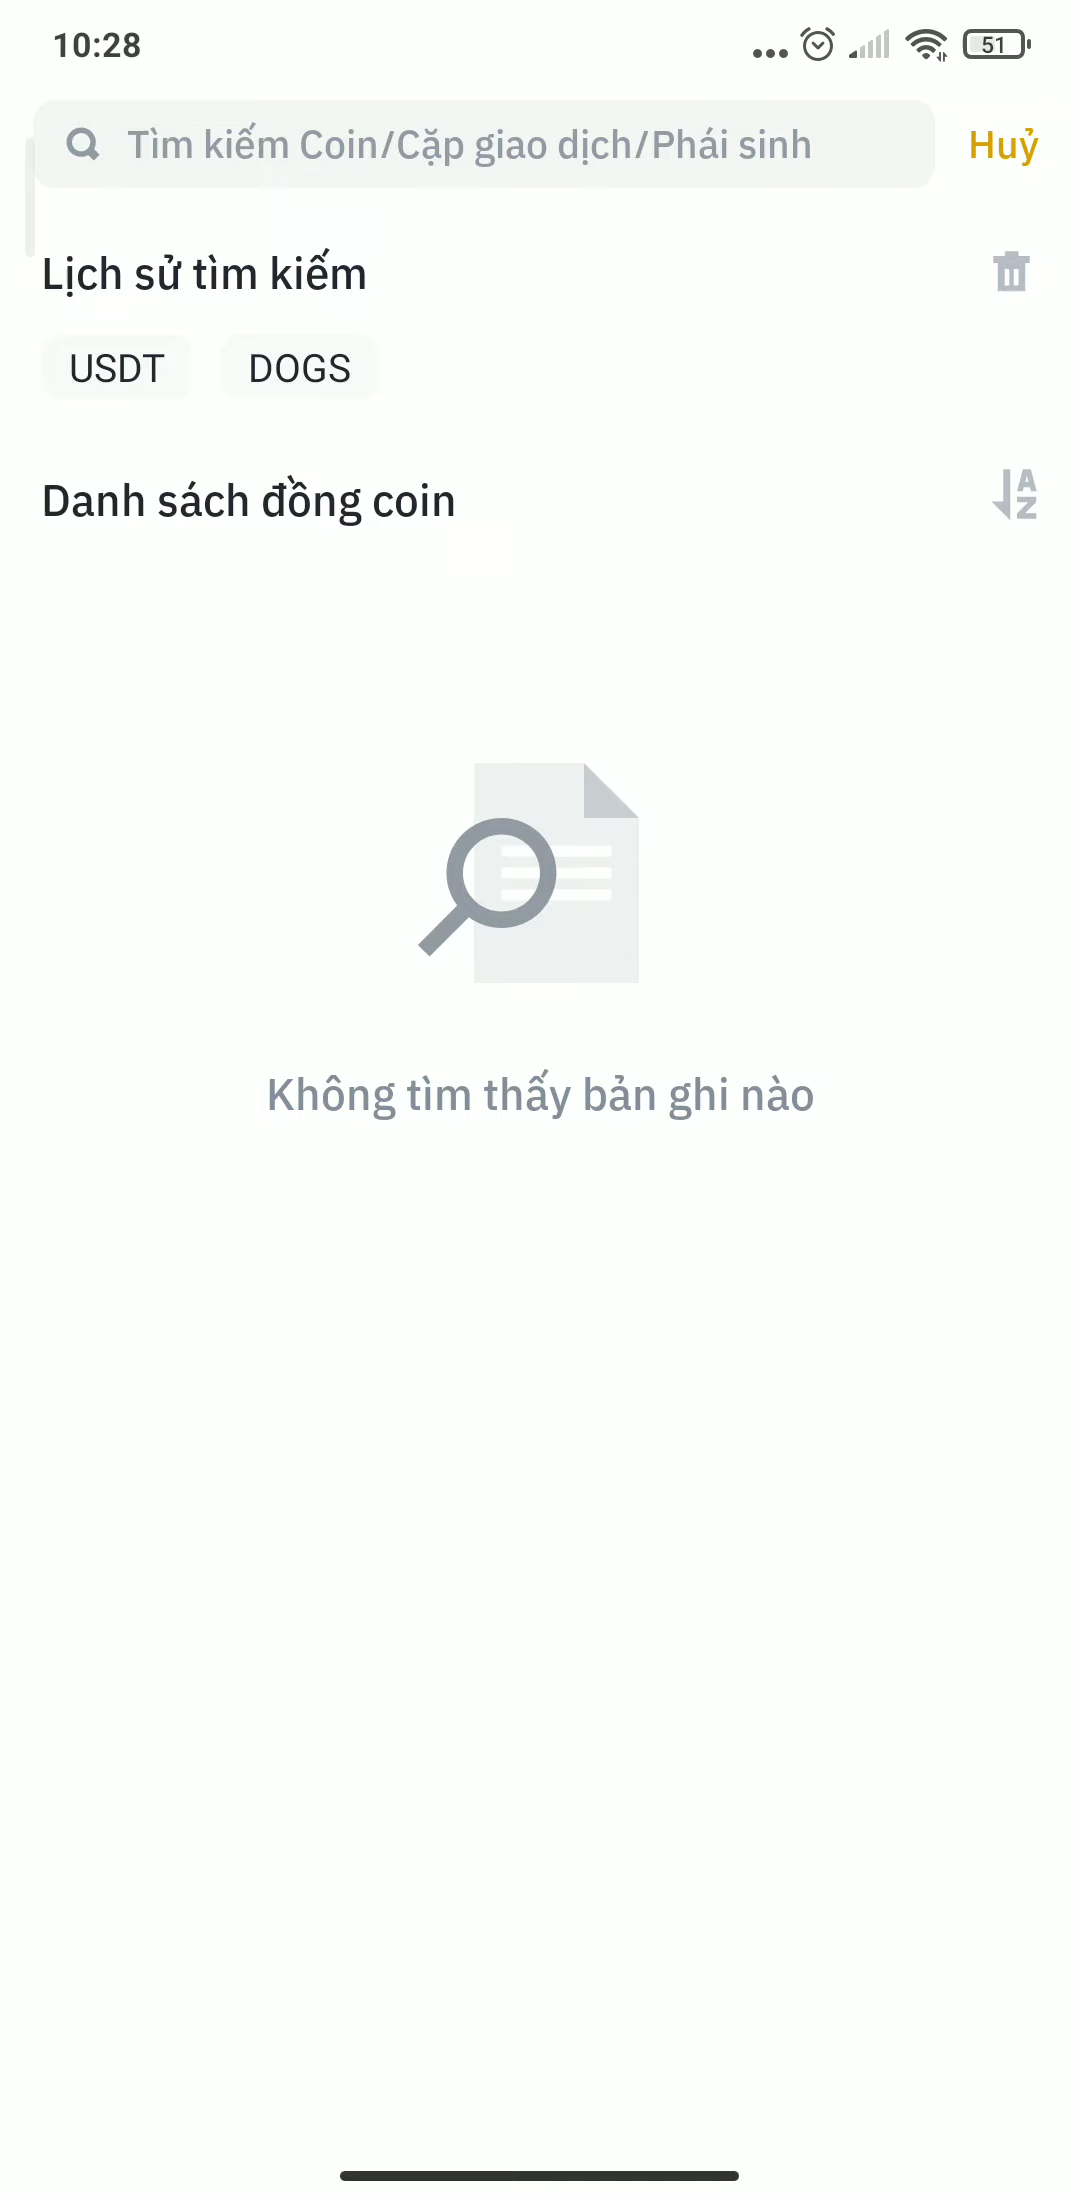 10:28
51
Tìm kiếm Coin/Cặp giao dịch/Phái sinh
Huỷ
Lịch sử tìm kiếm
USDT
DOGS
Danh sách đồng coin
A
Z
Không tìm thấy bản ghi nào